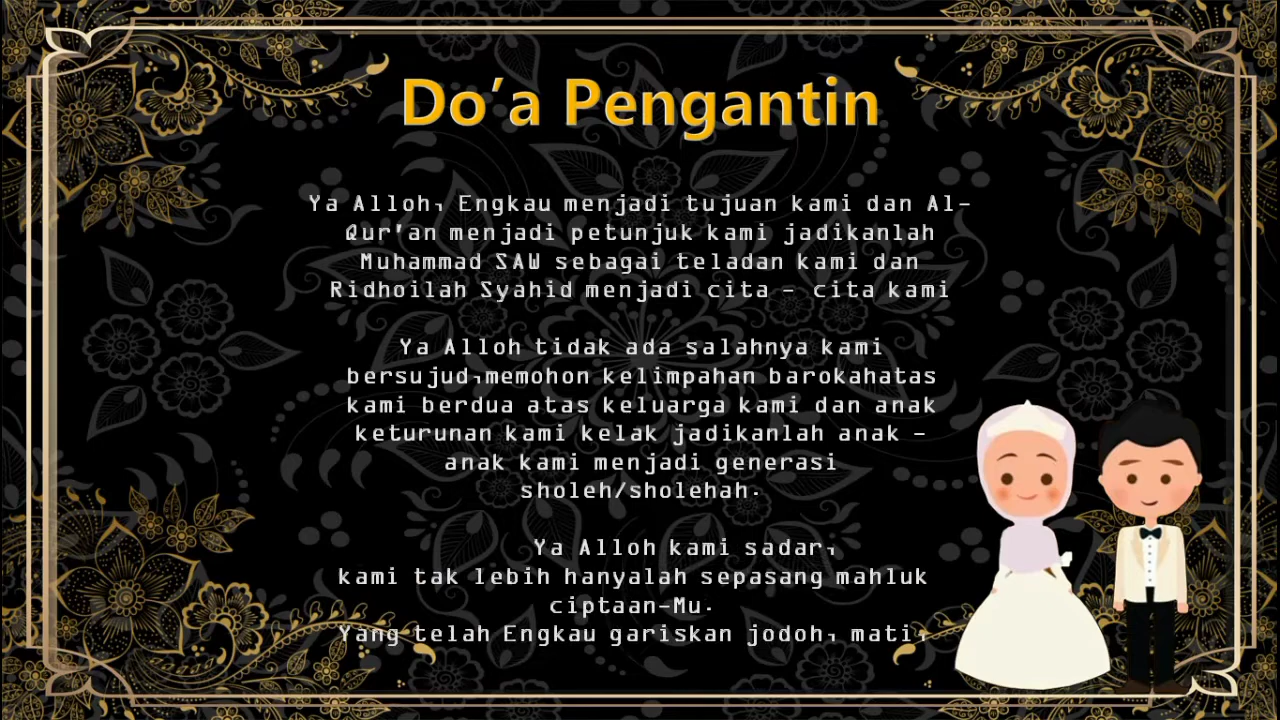 Do'a Pengantin
Ya Alloh, Engkau menjadi tujuan kami dan Al-
Qur'an menjadi petunjuk kami jadikanlah
Muhammad SAW sebagai teladan kami dan
Ridhoilah Syahid menjadi cita - cita kami
Ya Alloh tidak ada salahnya kami
bersujud,memohon kelimpahan barokahatas
kami berdua atas keluarga kami dan anak
keturunan kami kelak jadikanlah anak -
anak kami menjadi generasi
sholeh/sholehah.
Ya Alloh kami sadar,
kami tak lebih hanyalah sepasang mahluk
ciptaan-Mu.
Yang telah Engkau gariskan jodoh, mati,